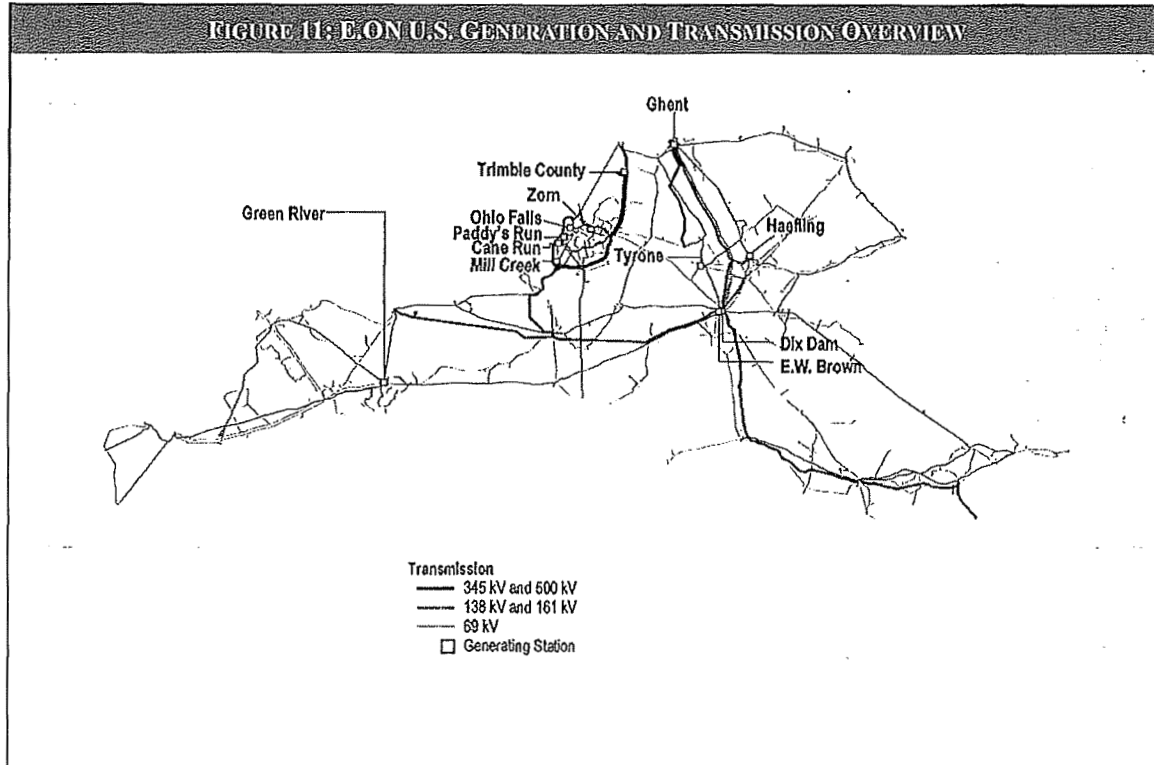 FIGURE 11: E.ON U.S. GENERATION AND TRANSMISSION OVERVIEW
Ghent
Trimble County
Zorn
Green River
Ohio Falls
Paddy's Run
Haefling
Cane Run
Tyrone
Mill Creek
Dix Dam
E.W. Brown
Transmission
345 kV and 500 kV
138 kV and 161 kV
69 kV
Generating Station